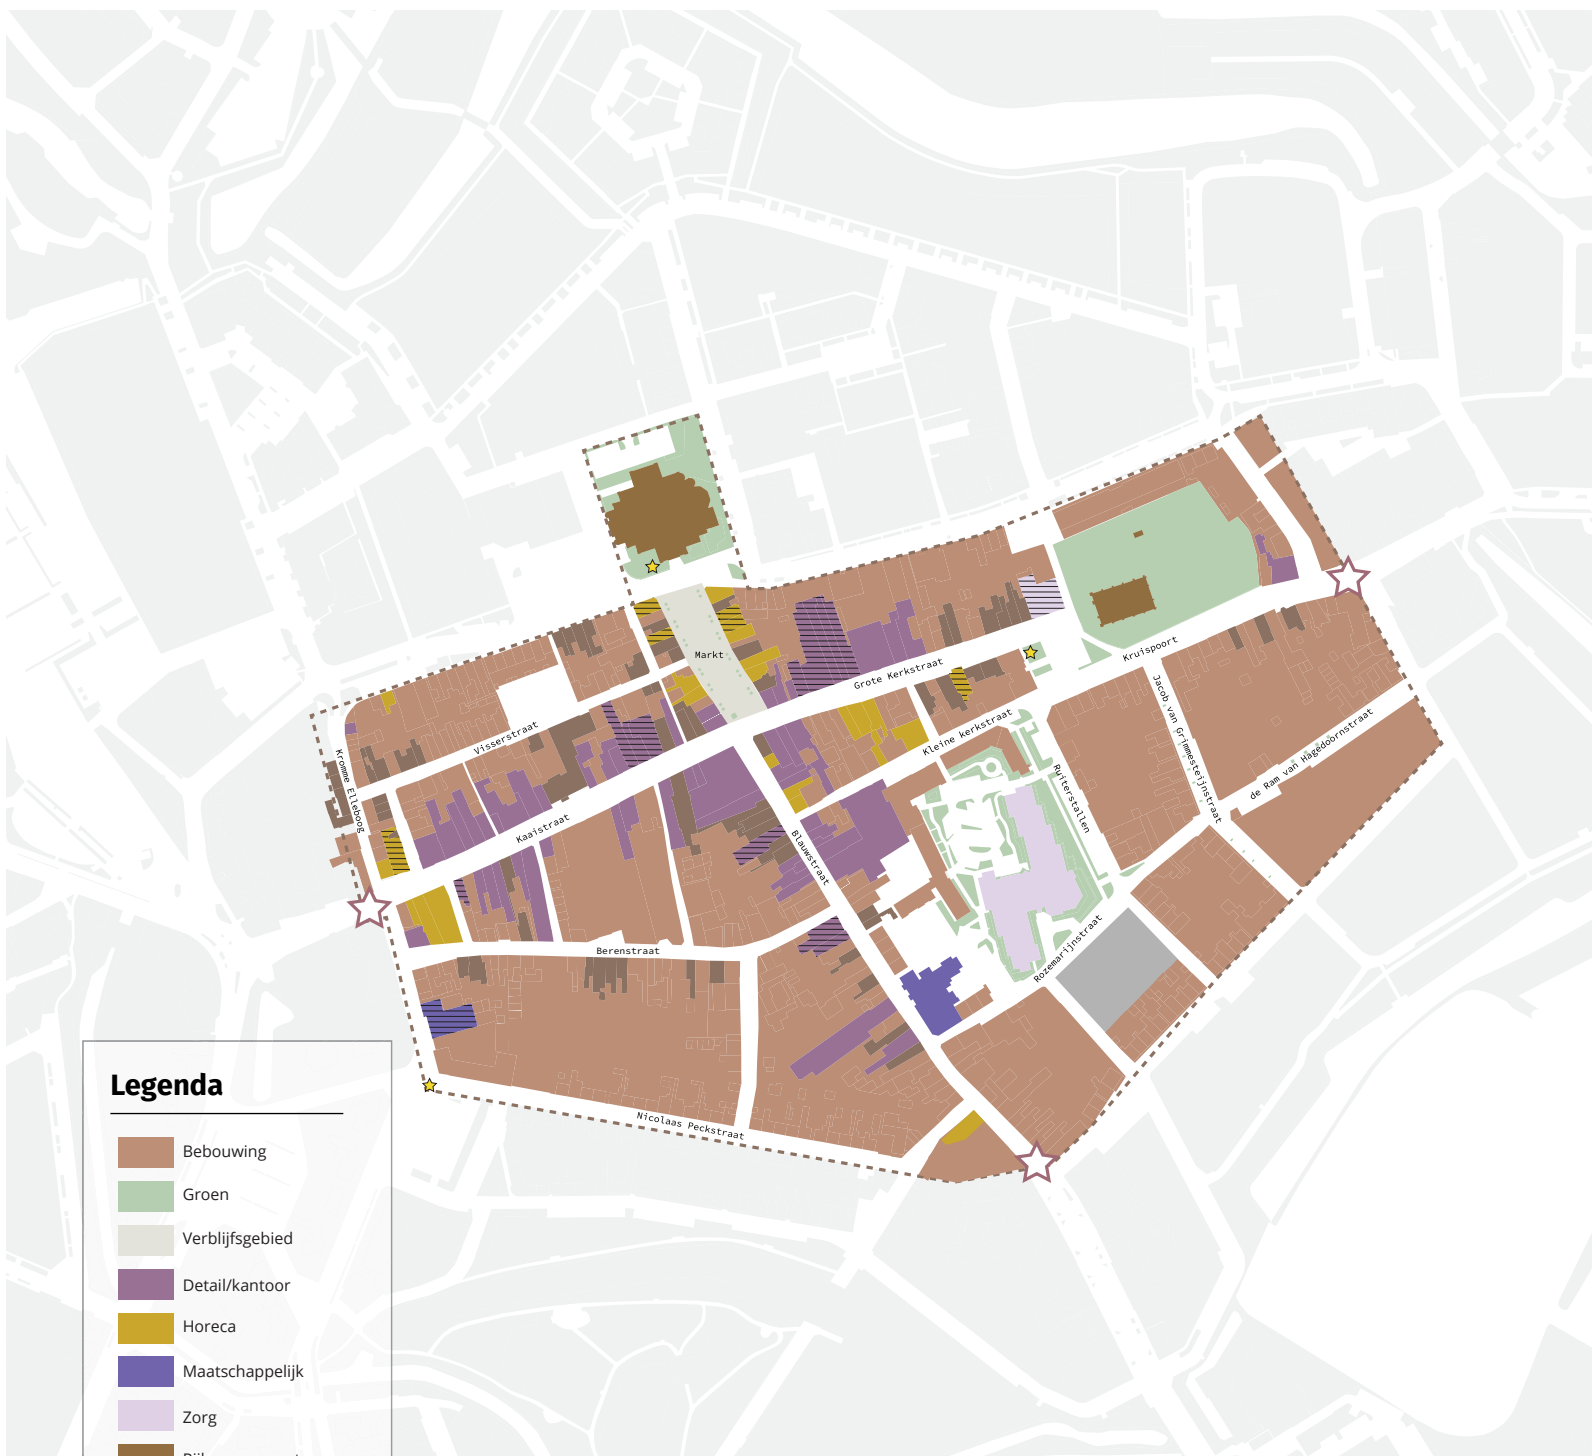 Markt
Grote Kerkstraat
Kruispoort
Visserstraat
Kleine kerkstraat
Jacob van Grimmesteijnstraat
de Ram van Hagedoornstraat
Kromme Elleboog
Ruiterstallen
Kaaistraat
Blauwstraat
Berenstraat
Rozemarijnstraat
Nicolaas Peckstraat
Legenda
Bebouwing
Groen
Verblijfsgebied
Detail/kantoor
Horeca
Maatschappelijk
Zorg